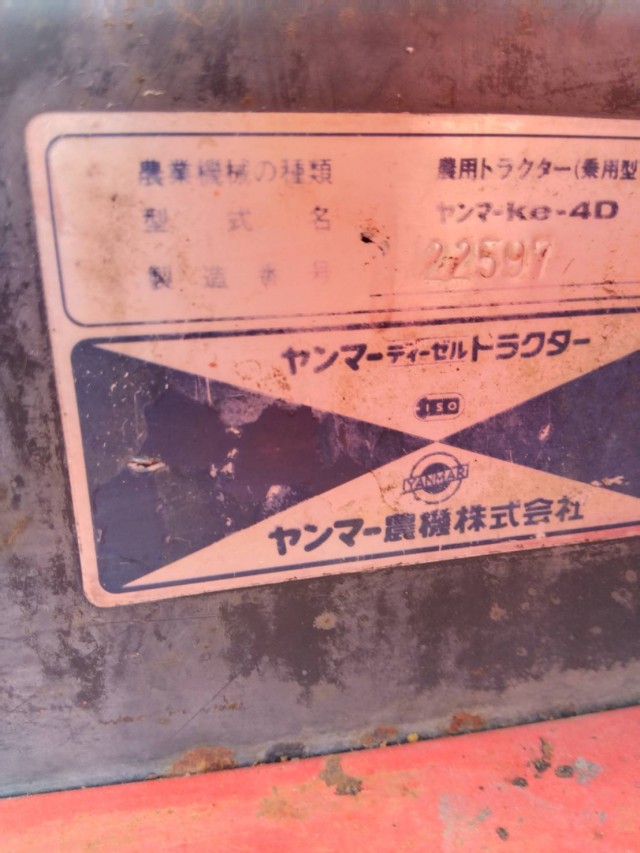 農業機械の種類 農用トラクター(乗用型
型式名 ヤンマーke-4D
製造番号 22597
ヤンマーディーゼルトラクター
ISO
YANMAR
ヤンマー農機株式会社